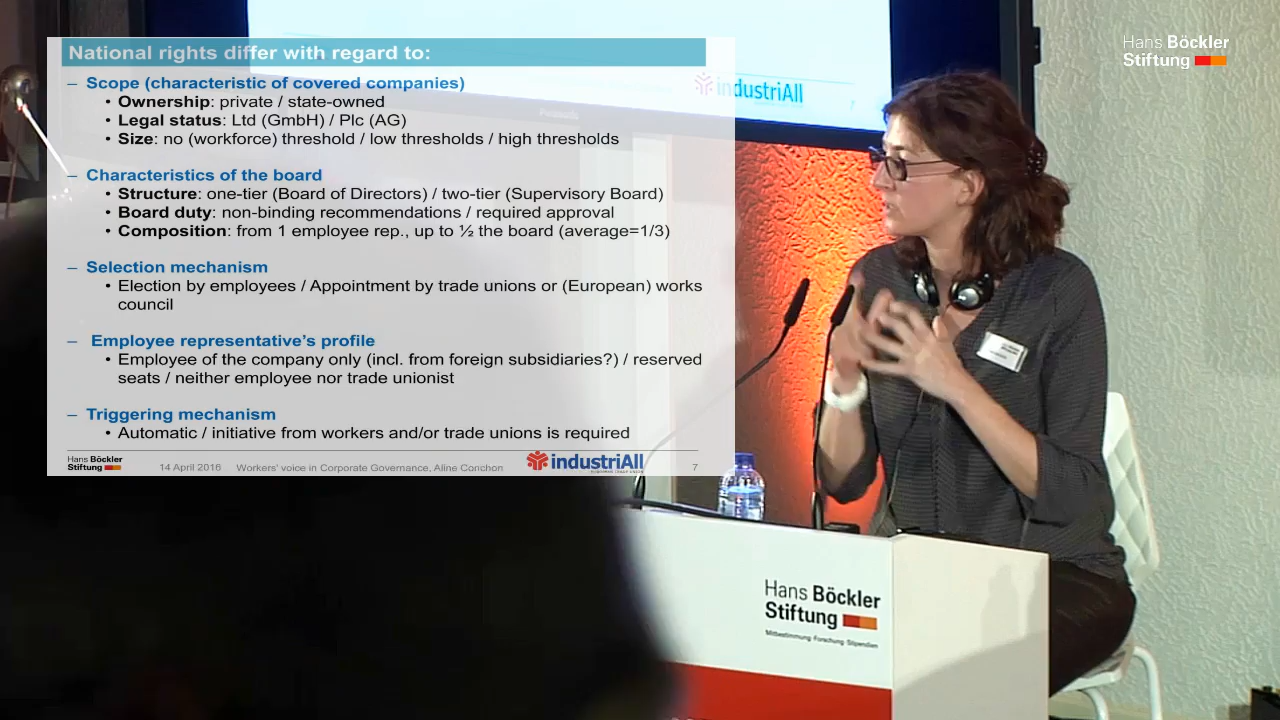 National rights differ with regard to:
– Scope (characteristic of covered companies)
• Ownership: private / state-owned
• Legal status: Ltd (GmbH) / Plc (AG)
• Size: no (workforce) threshold / low thresholds / high thresholds
– Characteristics of the board
• Structure: one-tier (Board of Directors) / two-tier (Supervisory Board)
• Board duty: non-binding recommendations / required approval
• Composition: from 1 employee rep., up to ½ the board (average=1/3)
– Selection mechanism
• Election by employees / Appointment by trade unions or (European) works
council
– Employee representative's profile
• Employee of the company only (incl. from foreign subsidiaries?) / reserved
seats / neither employee nor trade unionist
– Triggering mechanism
• Automatic / initiative from workers and/or trade unions is required
Hans Böckler
Stiftung
14 April 2016 Workers' voice in Corporate Governance, Aline Conchon
industriAll
7
industriAll
7
Panasonic
Hans Böckler
Stiftung
Hans Böckler
Stiftung
Mitbestimmung·Forschung·Stipendien